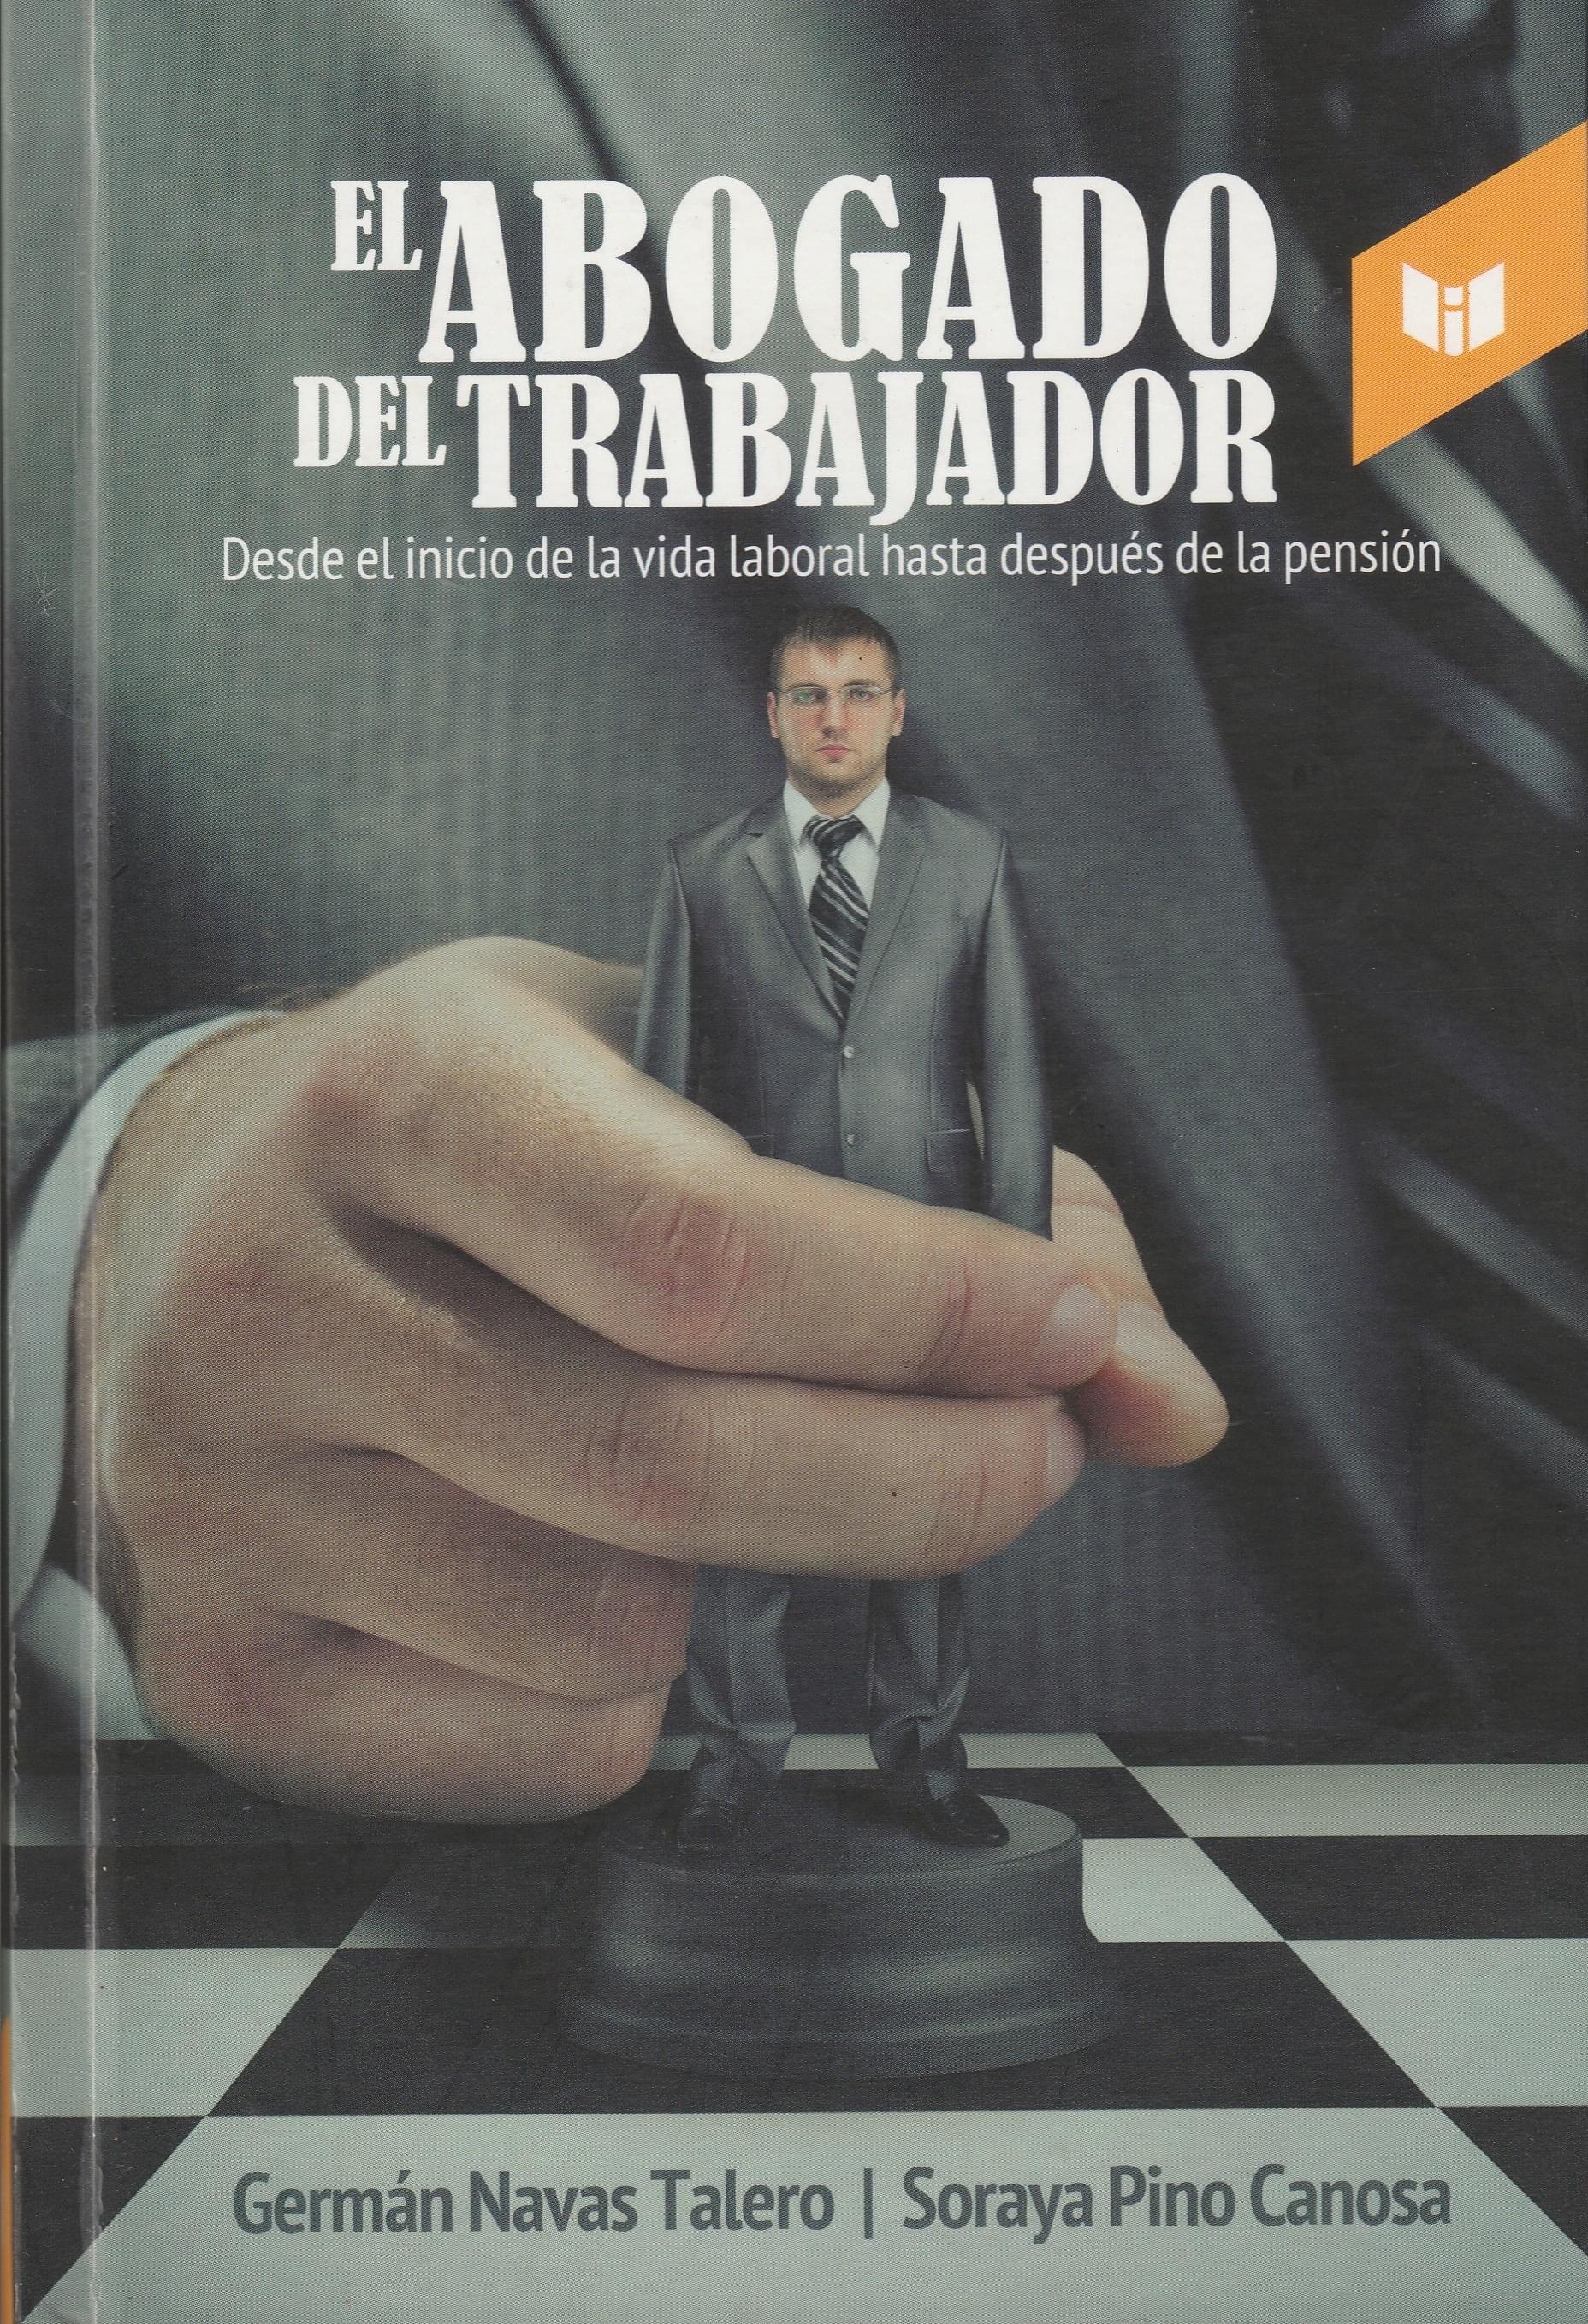 EL ABOGADO
DEL TRABAJADOR
Desde el inicio de la vida laboral hasta después de la pensión
Germán Navas Talero | Soraya Pino Canosa